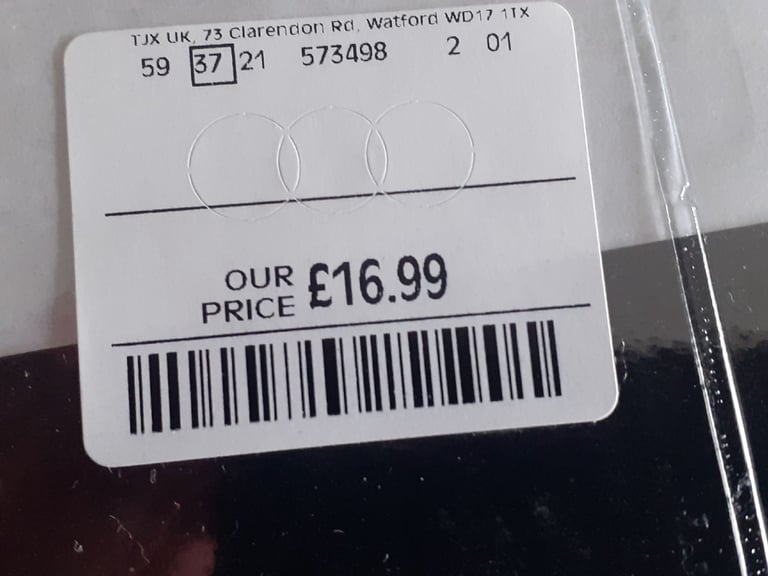 TJX UK, 73 Clarendon Rd, Watford WD17 1TX
59 37 21 573498 2 01
OUR PRICE £16.99